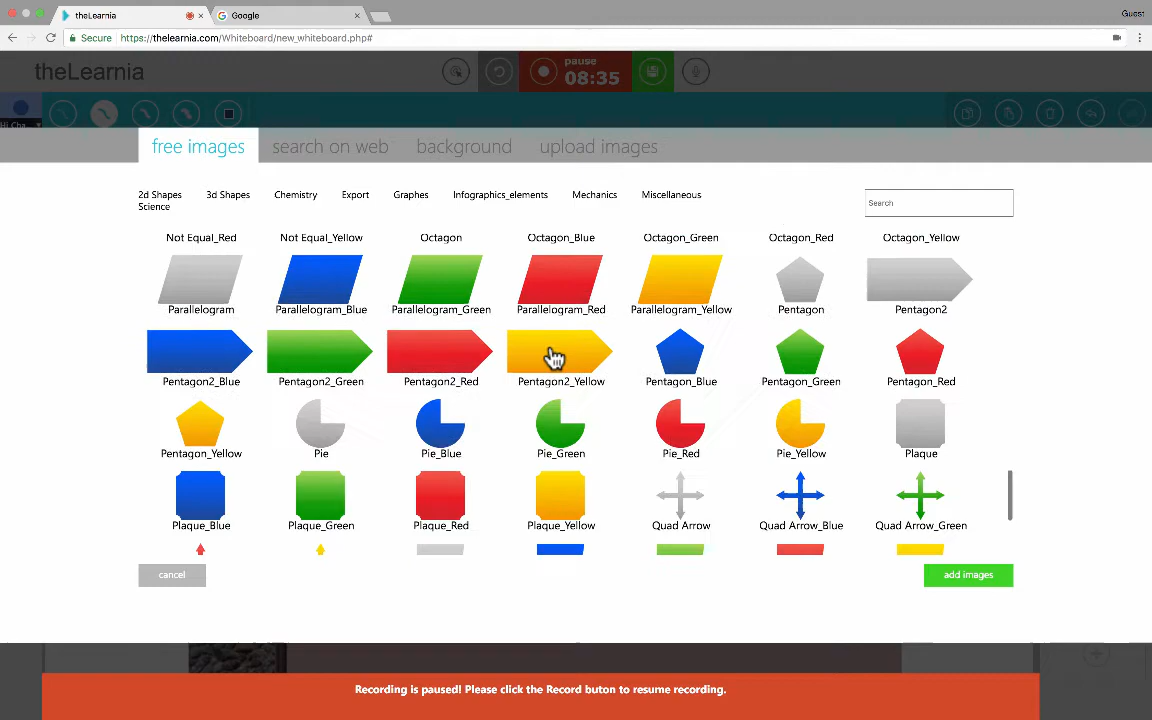 theLearnia
Google
Guest
Secure
https://thelearnia.com/Whiteboard/new_whiteboard.php#
theLearnia
pause
08:35
Hi Cha...
free images
search on web
background
upload images
2d Shapes
3d Shapes
Chemistry
Export
Graphes
Infographics_elements
Mechanics
Miscellaneous
Science
Search
Not Equal_Red
Not Equal_Yellow
Octagon
Octagon_Blue
Octagon_Green
Octagon_Red
Octagon_Yellow
Parallelogram
Parallelogram_Blue
Parallelogram_Green
Parallelogram_Red
Parallelogram_Yellow
Pentagon
Pentagon2
Pentagon2_Blue
Pentagon2_Green
Pentagon2_Red
Pentagon2_Yellow
Pentagon_Blue
Pentagon_Green
Pentagon_Red
Pentagon_Yellow
Pie
Pie_Blue
Pie_Green
Pie_Red
Pie_Yellow
Plaque
Plaque_Blue
Plaque_Green
Plaque_Red
Plaque_Yellow
Quad Arrow
Quad Arrow_Blue
Quad Arrow_Green
cancel
add images
Recording is paused! Please click the Record buton to resume recording.